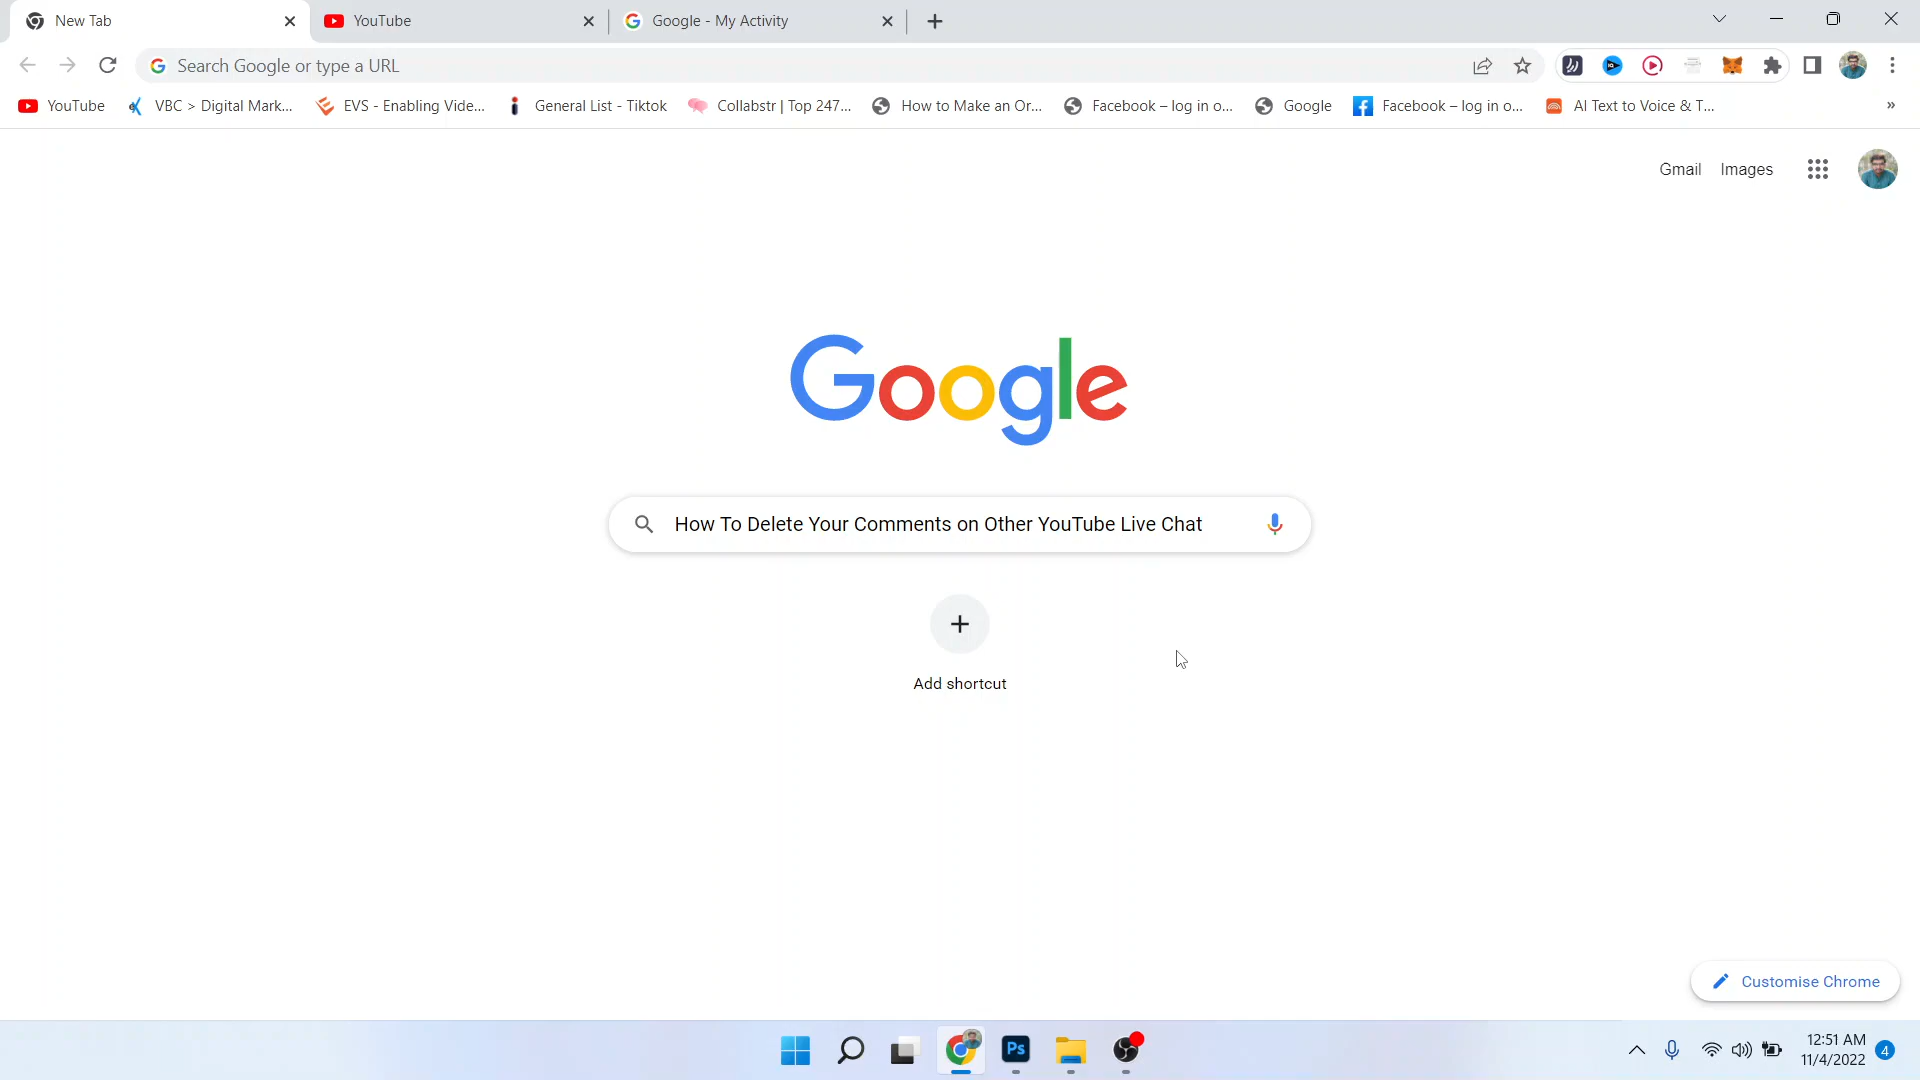 New Tab
YouTube
Google - My Activity
Search Google or type a URL
YouTube
VBC > Digital Mark...
EVS - Enabling Vide...
General List - Tiktok
Collabstr | Top 247...
How to Make an Or...
Facebook – log in o...
Google
Facebook – log in o...
AI Text to Voice & T...
»
Gmail
Images
Google
How To Delete Your Comments on Other YouTube Live Chat
Add shortcut
Customise Chrome
Ps
12:51 AM
11/4/2022
4